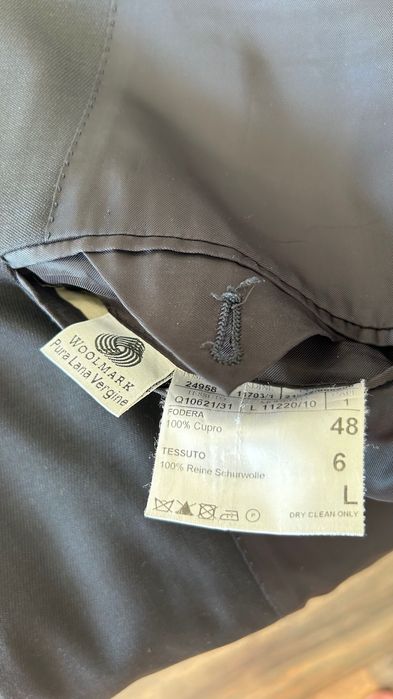 WOOLMARK
Pura Lana Vergine
24958
Q10621/31 L 11220/10 1
FODERA
100% Cupro
48
TESSUTO
6
100% Reine Schurwolle
L
DRY CLEAN ONLY